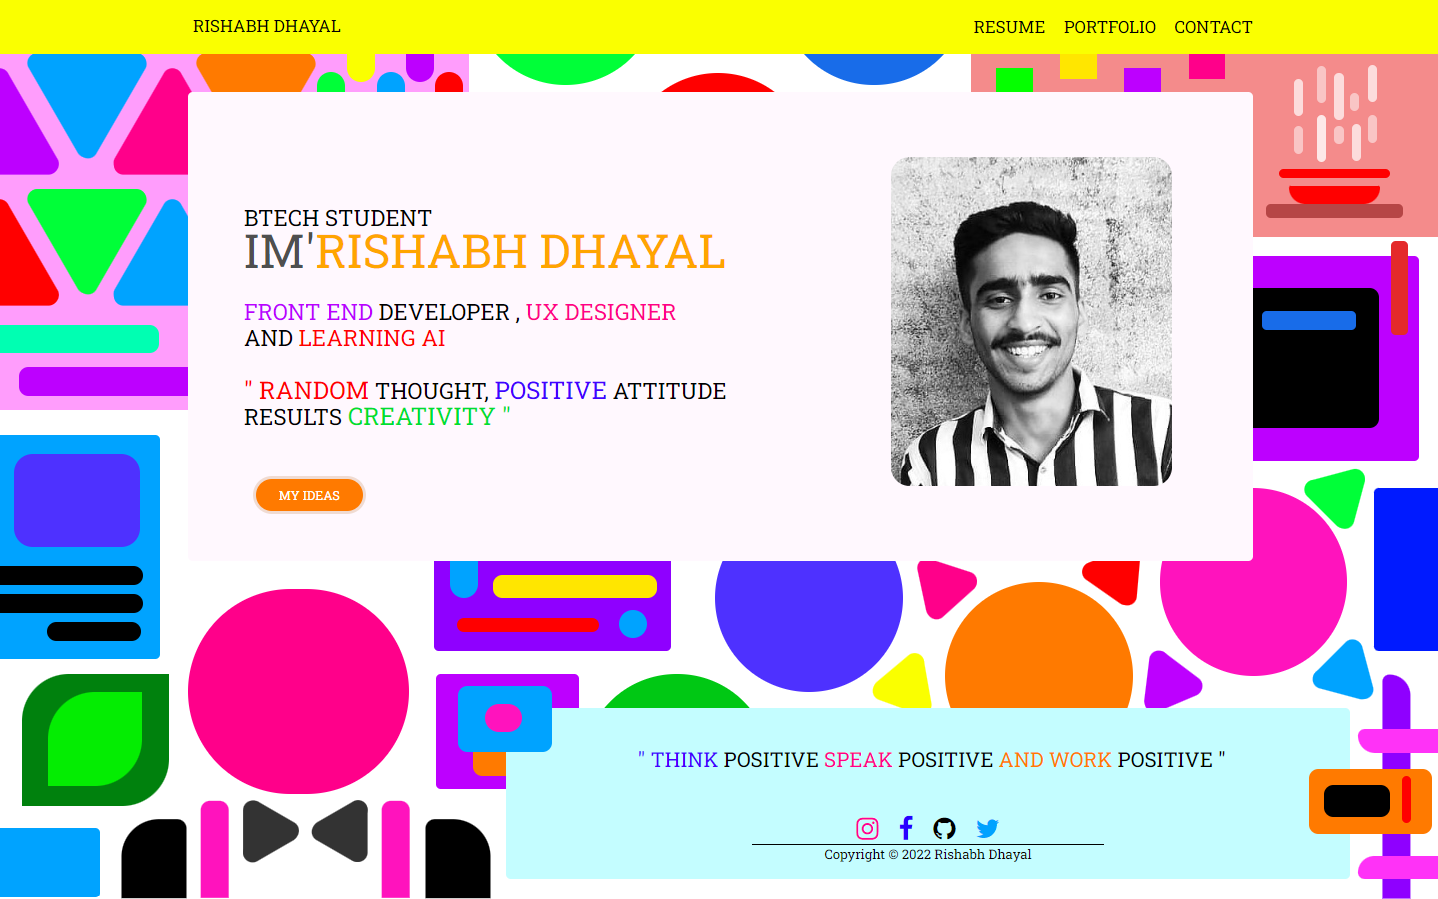 RISHABH DHAYAL
RESUME PORTFOLIO CONTACT
BTECH STUDENT
IM'RISHABH DHAYAL
FRONT END DEVELOPER , UX DESIGNER
AND LEARNING AI
" RANDOM THOUGHT, POSITIVE ATTITUDE
RESULTS CREATIVITY "
MY IDEAS
" THINK POSITIVE SPEAK POSITIVE AND WORK POSITIVE "
Copyright © 2022 Rishabh Dhayal